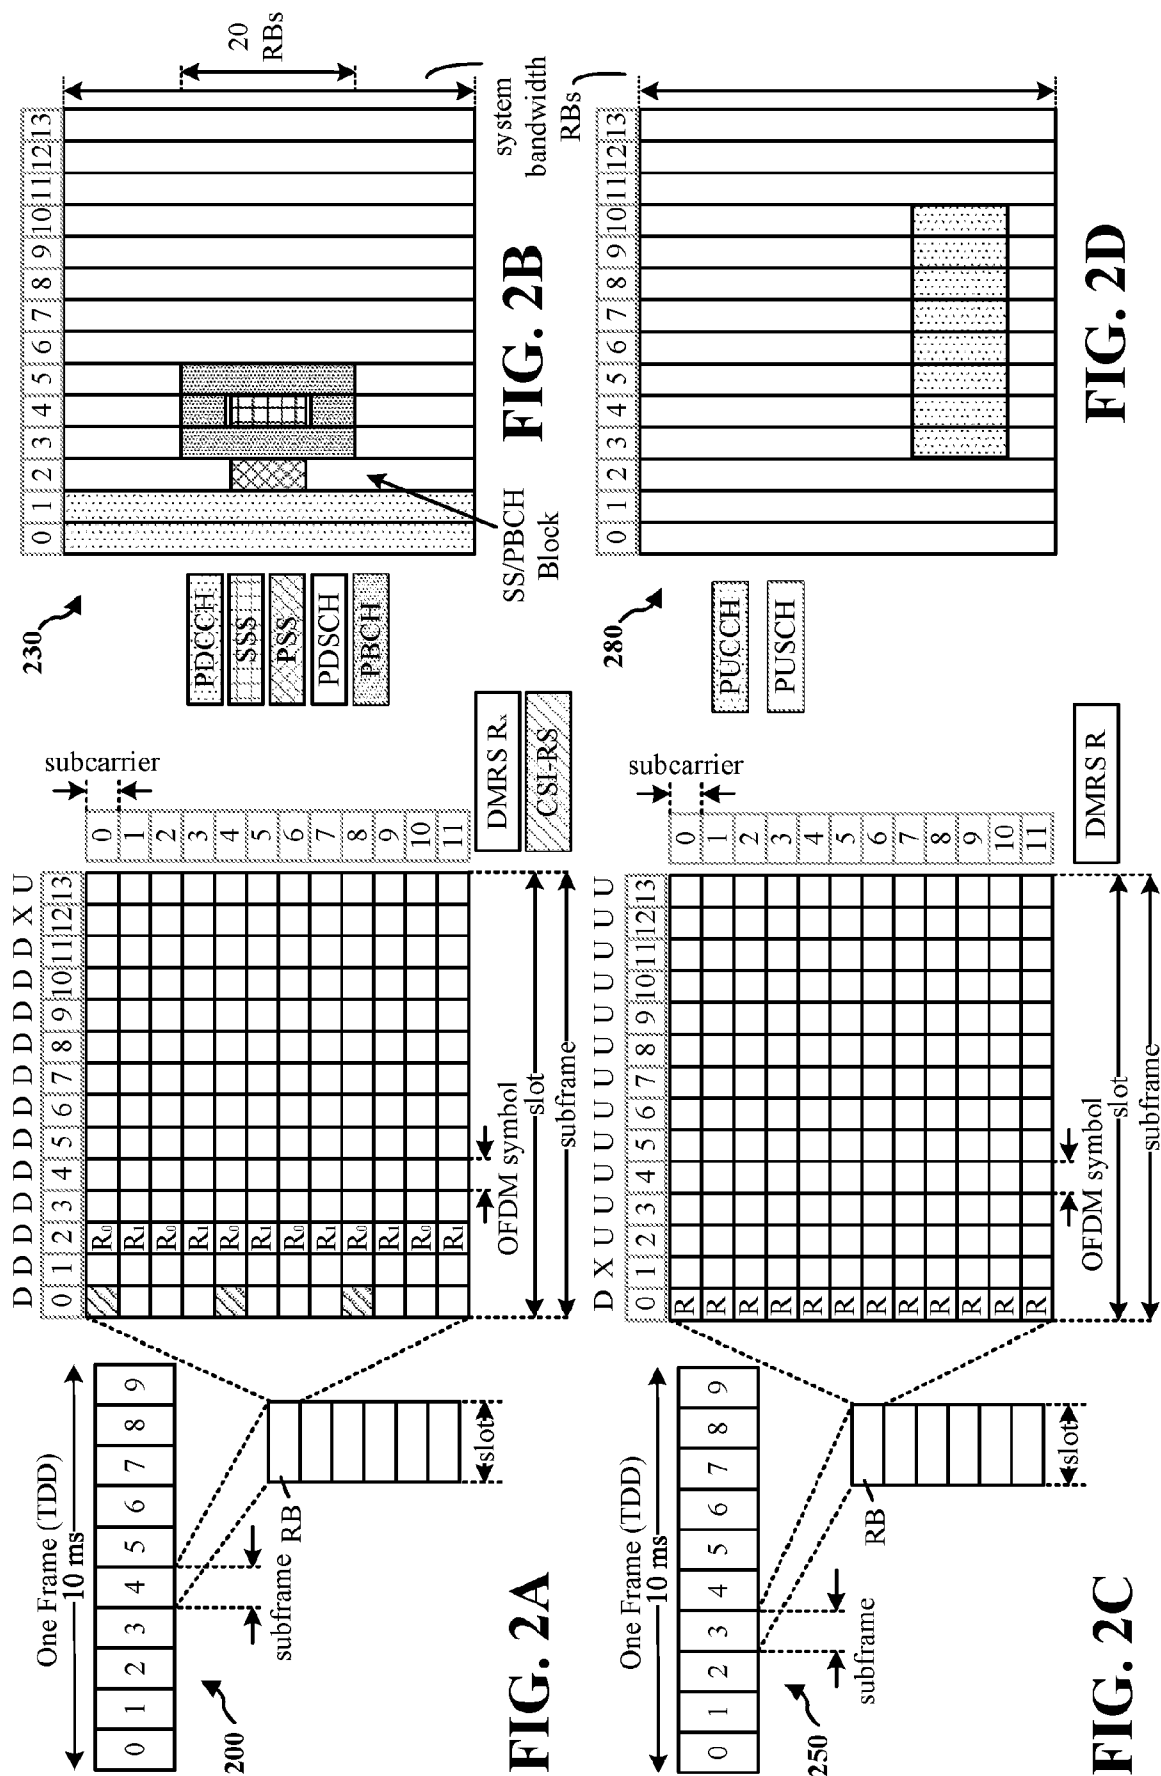 One Frame (TDD)
10 ms
0 1 2 3 4 5 6 7 8 9
200
subframe
RB
slot
D D D D D D D D D D D D X U
0 1 2 3 4 5 6 7 8 9 10 11 12 13
subcarrier
R₀ 0
R₁ 1
R₀ 2
R₁ 3
R₀ 4
R₁ 5
R₀ 6
R₁ 7
R₀ 8
R₁ 9
R₀ 10
R₁ 11
OFDM symbol
slot
subframe
DMRS Rₓ
CSI-RS
FIG. 2A
230
PDCCH
SSS
PSS
PDSCH
PBCH
0 1 2 3 4 5 6 7 8 9 10 11 12 13
20
RBs
SS/PBCH
Block
system
bandwidth
RBs
FIG. 2B
One Frame (TDD)
10 ms
0 1 2 3 4 5 6 7 8 9
250
subframe
RB
slot
D X U U U U U U U U U U U U
0 1 2 3 4 5 6 7 8 9 10 11 12 13
subcarrier
R 0
R 1
R 2
R 3
R 4
R 5
R 6
R 7
R 8
R 9
R 10
R 11
OFDM symbol
slot
subframe
DMRS R
FIG. 2C
280
PUCCH
PUSCH
0 1 2 3 4 5 6 7 8 9 10 11 12 13
FIG. 2D